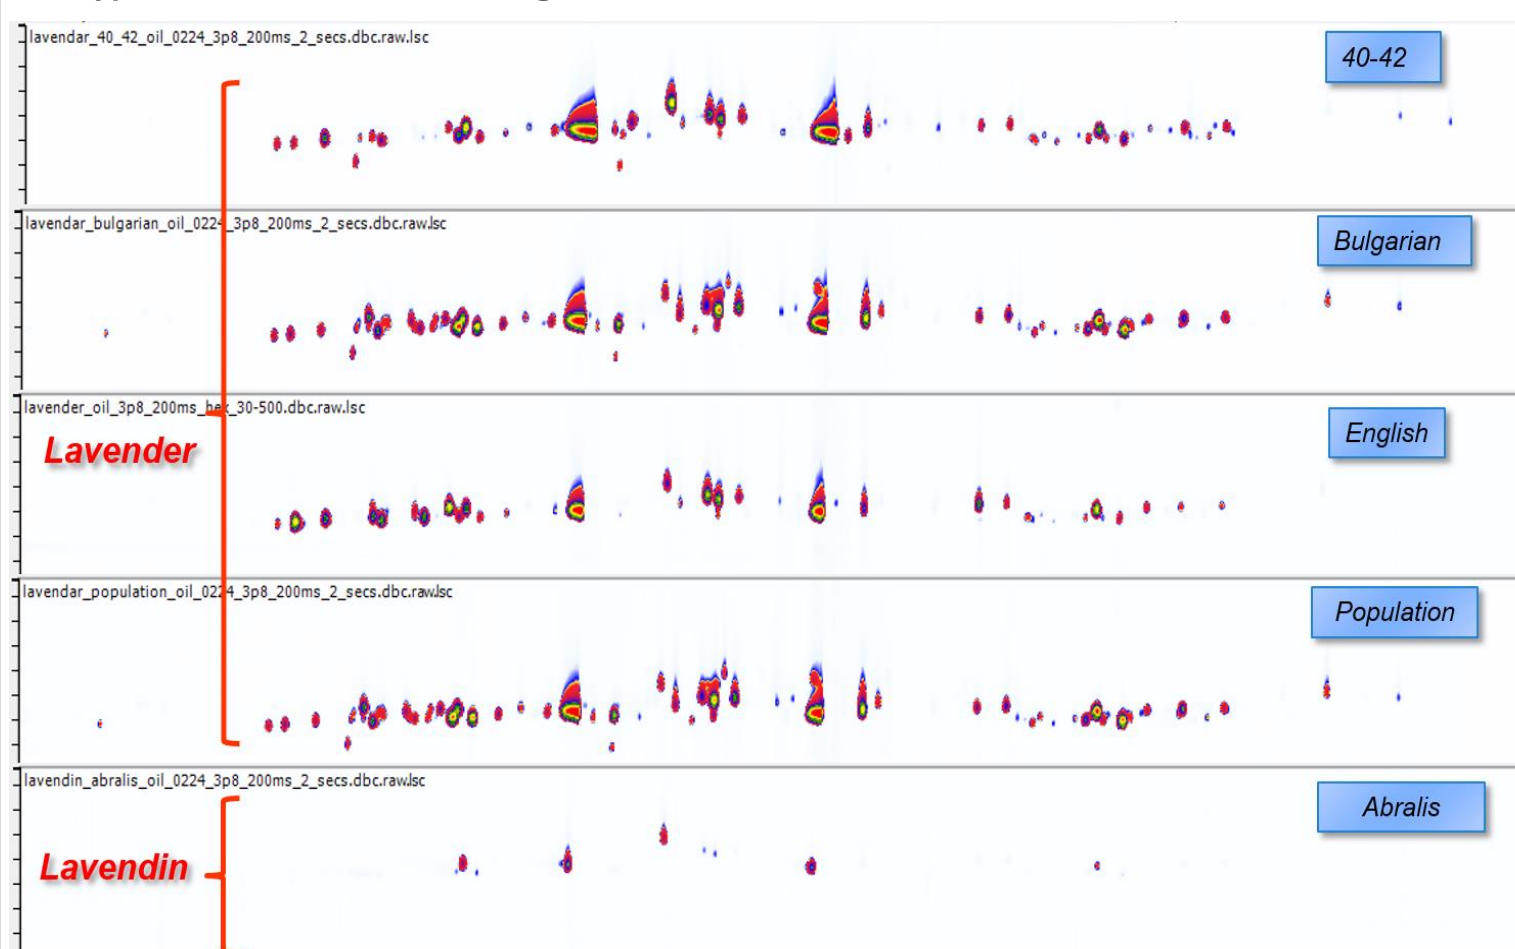 lavendar_40_42_oil_0224_3p8_200ms_2_secs.dbc.raw.lsc
40-42
lavendar_bulgarian_oil_0224_3p8_200ms_2_secs.dbc.raw.lsc
Bulgarian
lavender_oil_3p8_200ms_hex_30-500.dbc.raw.lsc
English
Lavender
lavendar_population_oil_0224_3p8_200ms_2_secs.dbc.raw.lsc
Population
lavendin_abralis_oil_0224_3p8_200ms_2_secs.dbc.raw.lsc
Abralis
Lavendin